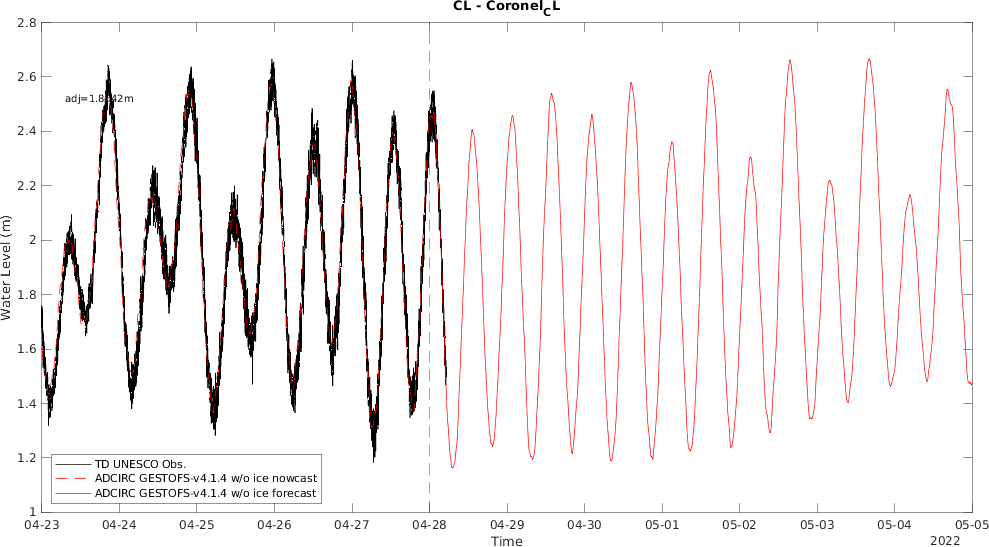 CL - Coronel_CL
2.8
2.6
2.4
2.2
2
1.8
1.6
1.4
1.2
1
Water Level (m)
TD UNESCO Obs.
ADCIRC GESTOFS-v4.1.4 w/o ice nowcast
ADCIRC GESTOFS-v4.1.4 w/o ice forecast
04-23 04-24 04-25 04-26 04-27 04-28 04-29 04-30 05-01 05-02 05-03 05-04 05-05
Time
2022